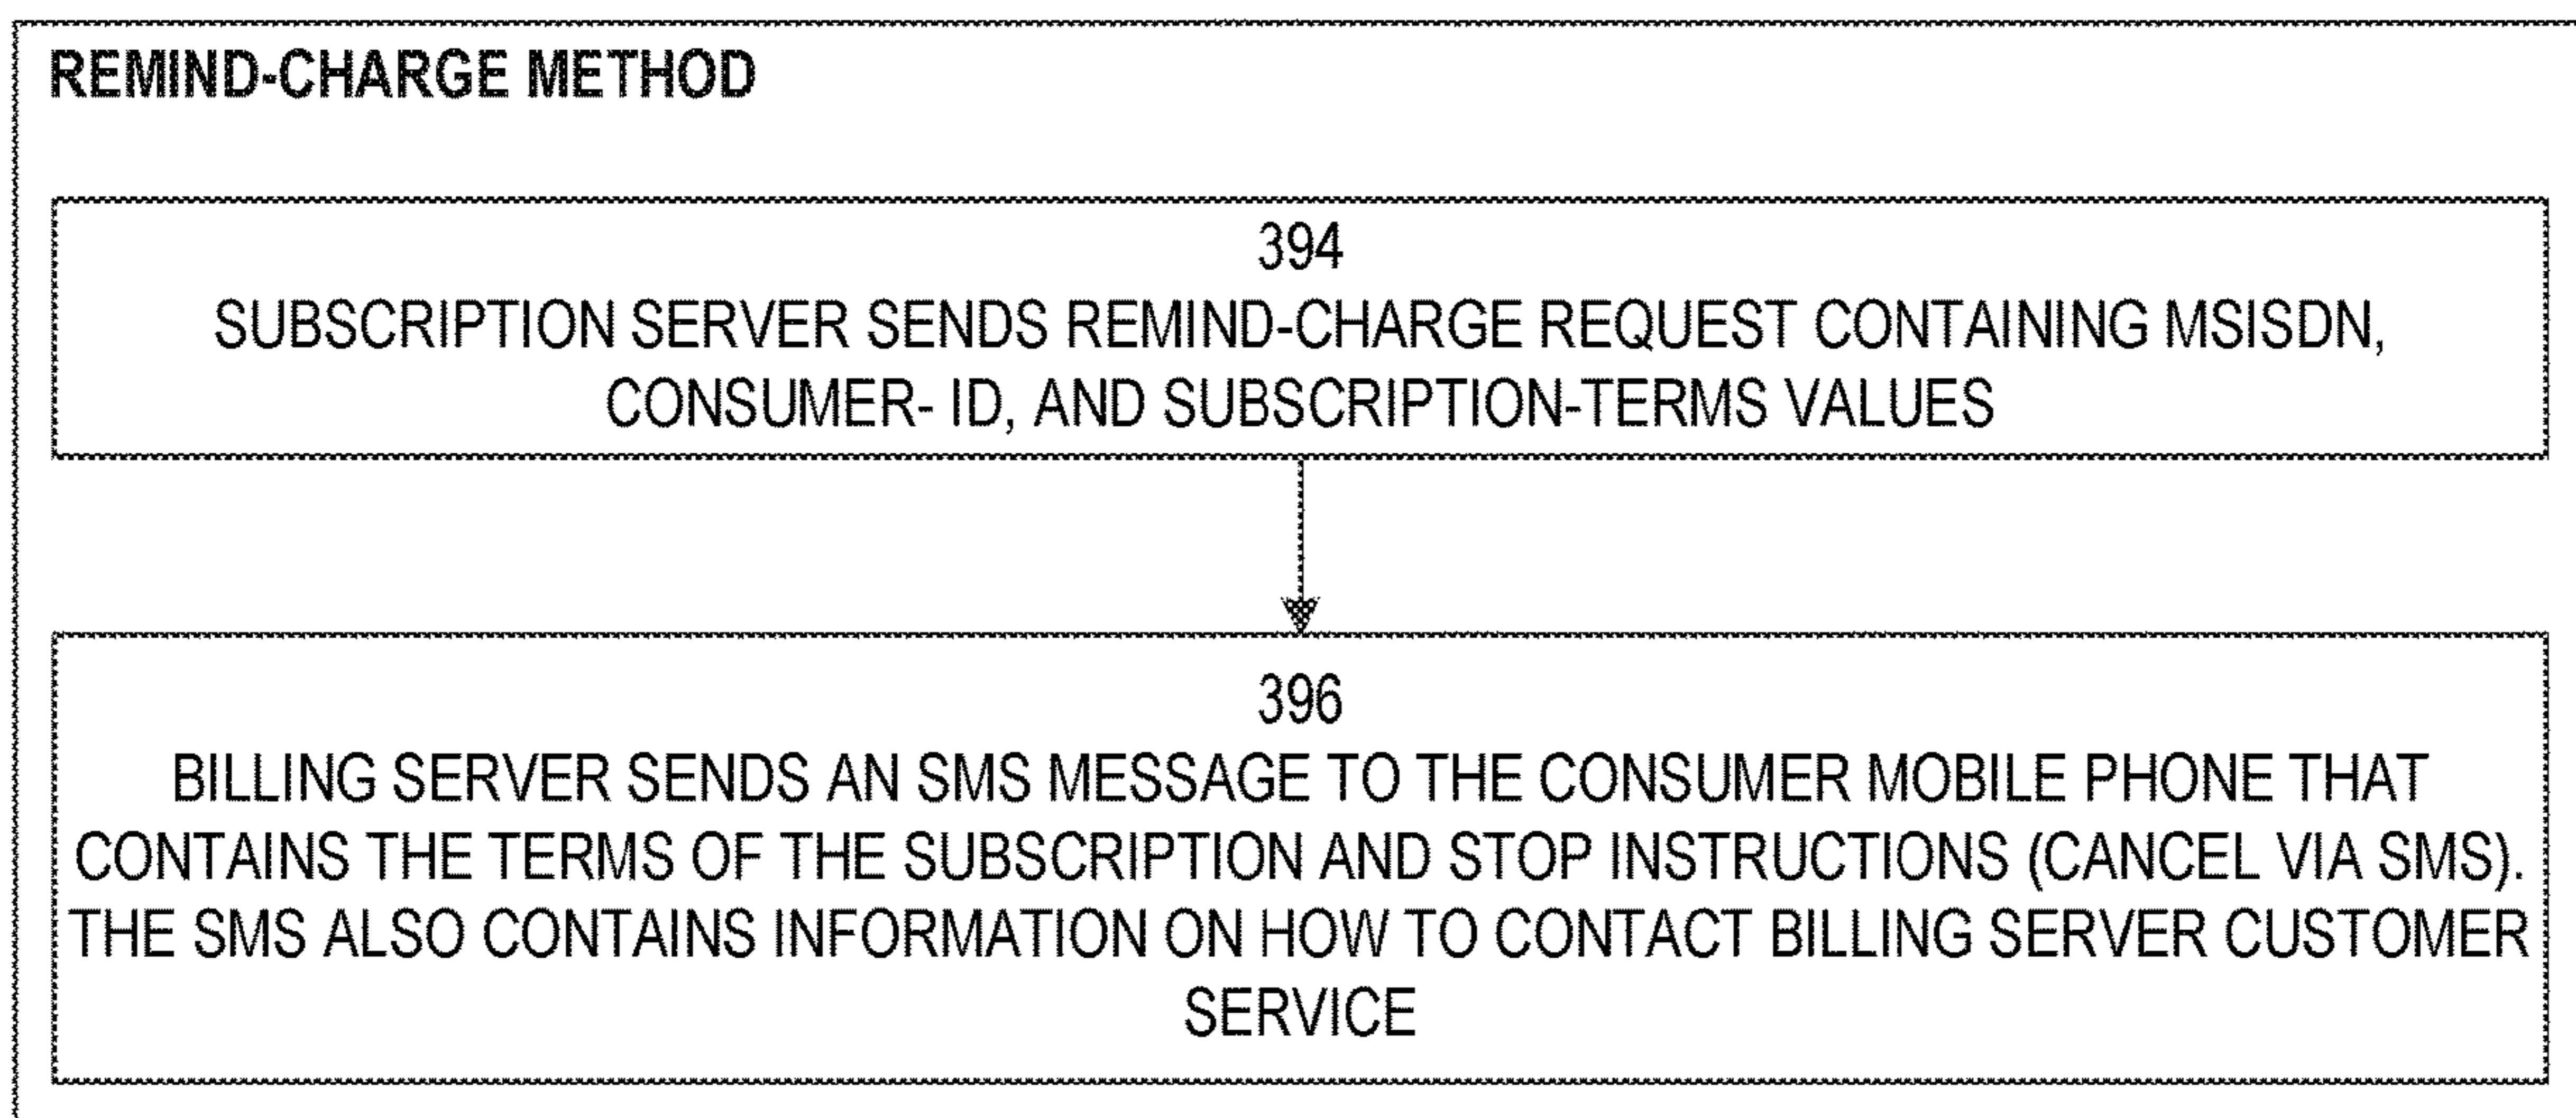 REMIND-CHARGE METHOD
394
SUBSCRIPTION SERVER SENDS REMIND-CHARGE REQUEST CONTAINING MSISDN,
CONSUMER- ID, AND SUBSCRIPTION-TERMS VALUES
396
BILLING SERVER SENDS AN SMS MESSAGE TO THE CONSUMER MOBILE PHONE THAT
CONTAINS THE TERMS OF THE SUBSCRIPTION AND STOP INSTRUCTIONS (CANCEL VIA SMS).
THE SMS ALSO CONTAINS INFORMATION ON HOW TO CONTACT BILLING SERVER CUSTOMER
SERVICE